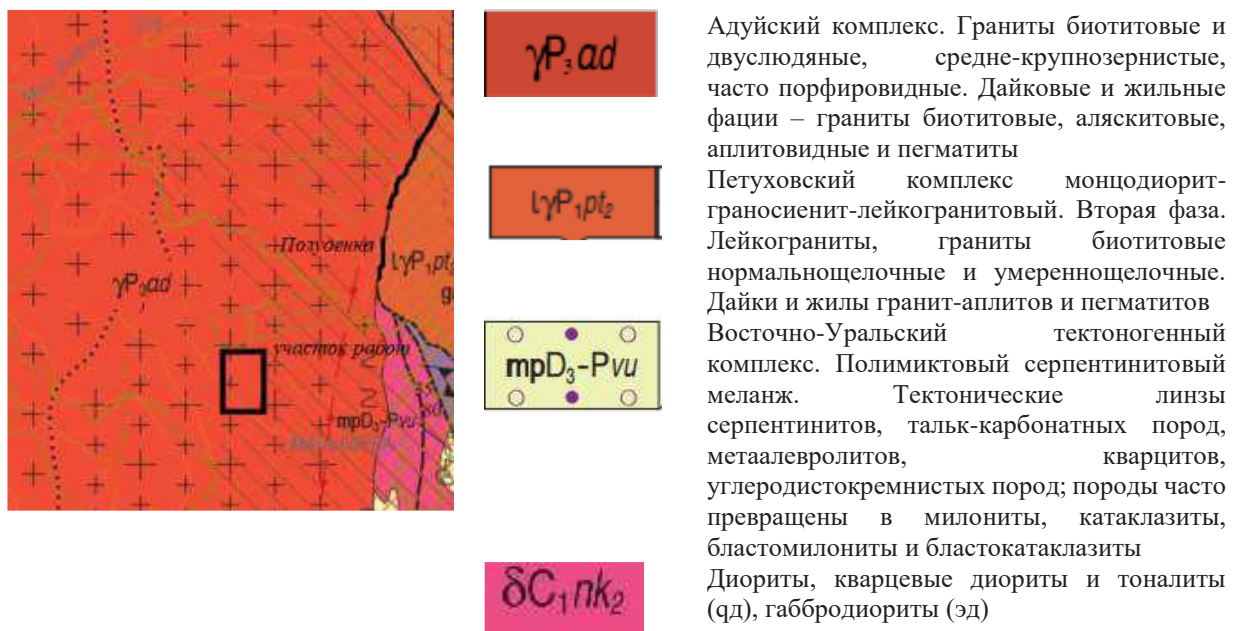 Полуденка
γP₃ad
lγP₁pt₂
участок работ
mpD₃-Pvu
γP₃ad
lγP₁pt₂
mpD₃-Pvu
δC₁nk₂
Адуйский комплекс. Граниты биотитовые и
двуслюдяные, средне-крупнозернистые,
часто порфировидные. Дайковые и жильные
фации – граниты биотитовые, аляскитовые,
аплитовидные и пегматиты
Петуховский комплекс монцодиорит-
граносиенит-лейкогранитовый. Вторая фаза.
Лейкограниты, граниты биотитовые
нормальнощелочные и умереннощелочные.
Дайки и жилы гранит-аплитов и пегматитов
Восточно-Уральский тектоногенный
комплекс. Полимиктовый серпентинитовый
меланж. Тектонические линзы
серпентинитов, тальк-карбонатных пород,
метаалевролитов, кварцитов,
углеродистокремнистых пород; породы часто
превращены в милониты, катаклазиты,
бластомилониты и бластокатаклазиты
Диориты, кварцевые диориты и тоналиты
(qд), габбродиориты (эд)